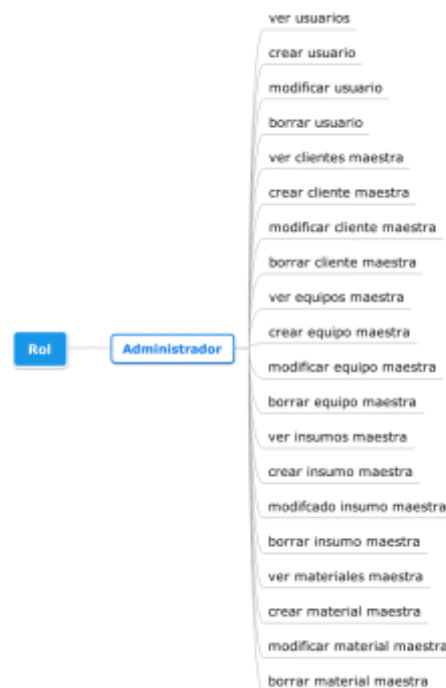 ver usuarios
crear usuario
modificar usuario
borrar usuario
ver clientes maestra
crear cliente maestra
modificar cliente maestra
borrar cliente maestra
ver equipos maestra
crear equipo maestra
Rol
Administrador
modificar equipo maestra
borrar equipo maestra
ver insumos maestra
crear insumo maestra
modifcado insumo maestra
borrar insumo maestra
ver materiales maestra
crear material maestra
modificar material maestra
borrar material maestra